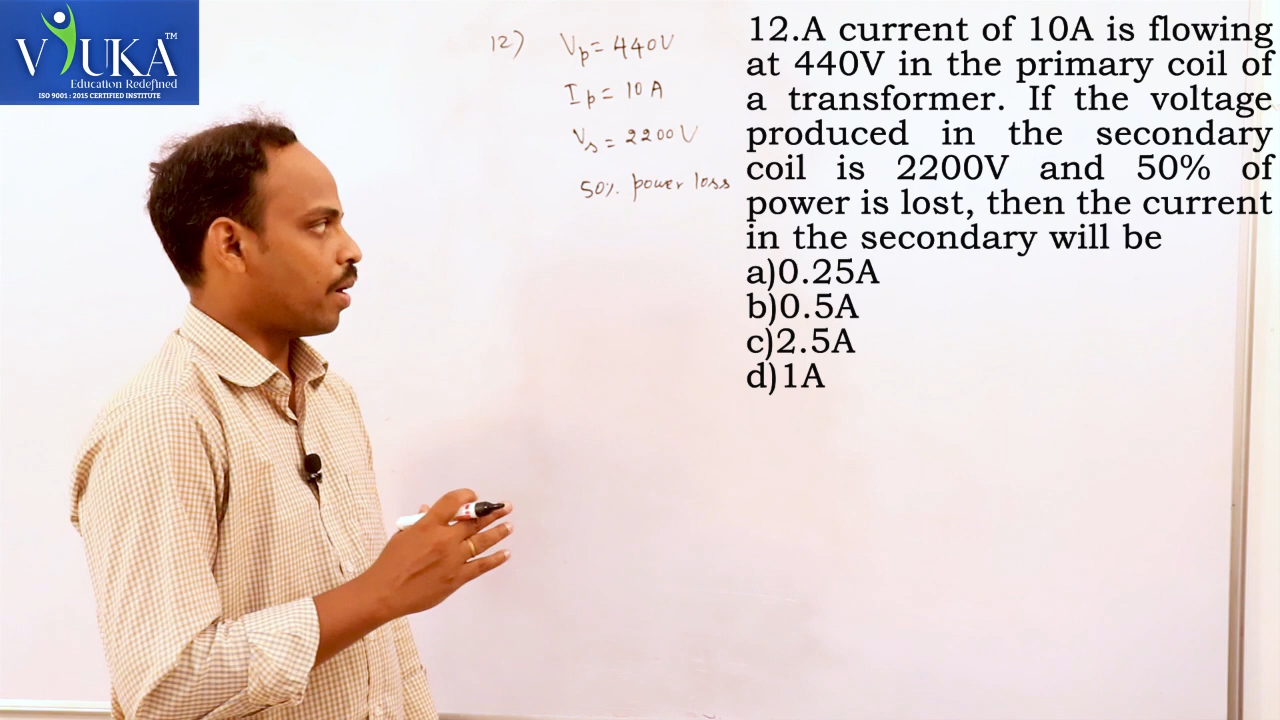 VIUKA™
Education Redefined
ISO 9001 : 2015 CERTIFIED INSTITUTE
12) Vp = 440V
Ip = 10 A
Vs = 2200V
50% power loss
12.A current of 10A is flowing
at 440V in the primary coil of
a transformer. If the voltage
produced in the secondary
coil is 2200V and 50% of
power is lost, then the current
in the secondary will be
a)0.25A
b)0.5A
c)2.5A
d)1A